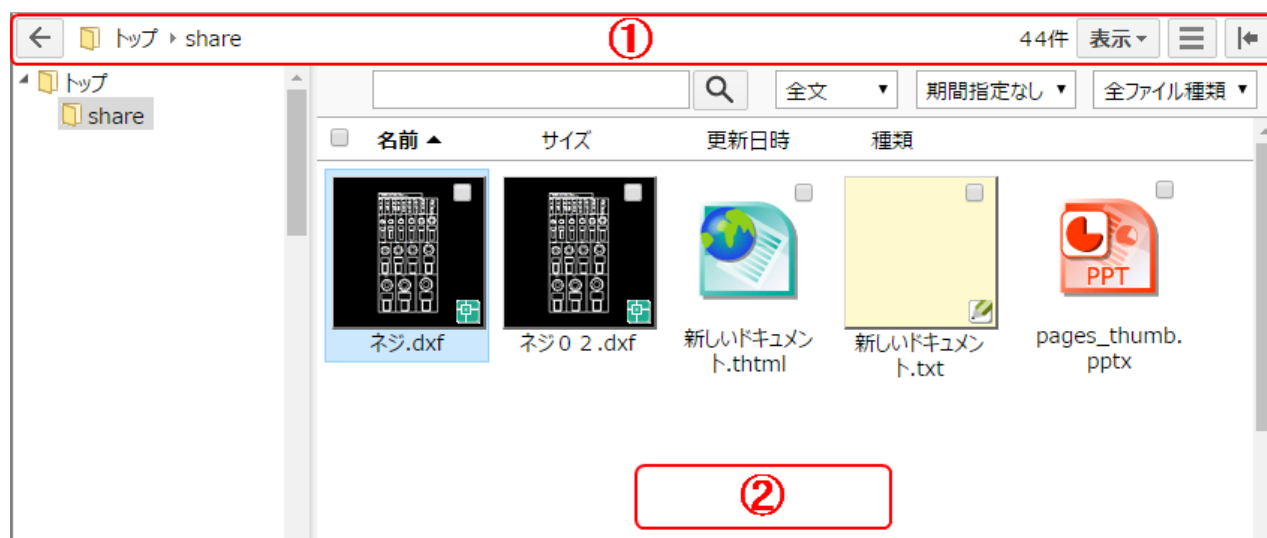 トップ ▸ share
①
44件
表示▼
トップ
share
全文 ▼
期間指定なし ▼
全ファイル種類 ▼
名前 ▲
サイズ
更新日時
種類
PPT
ネジ.dxf
ネジ０２.dxf
新しいドキュメン
ト.thtml
新しいドキュメン
ト.txt
pages_thumb.
pptx
②